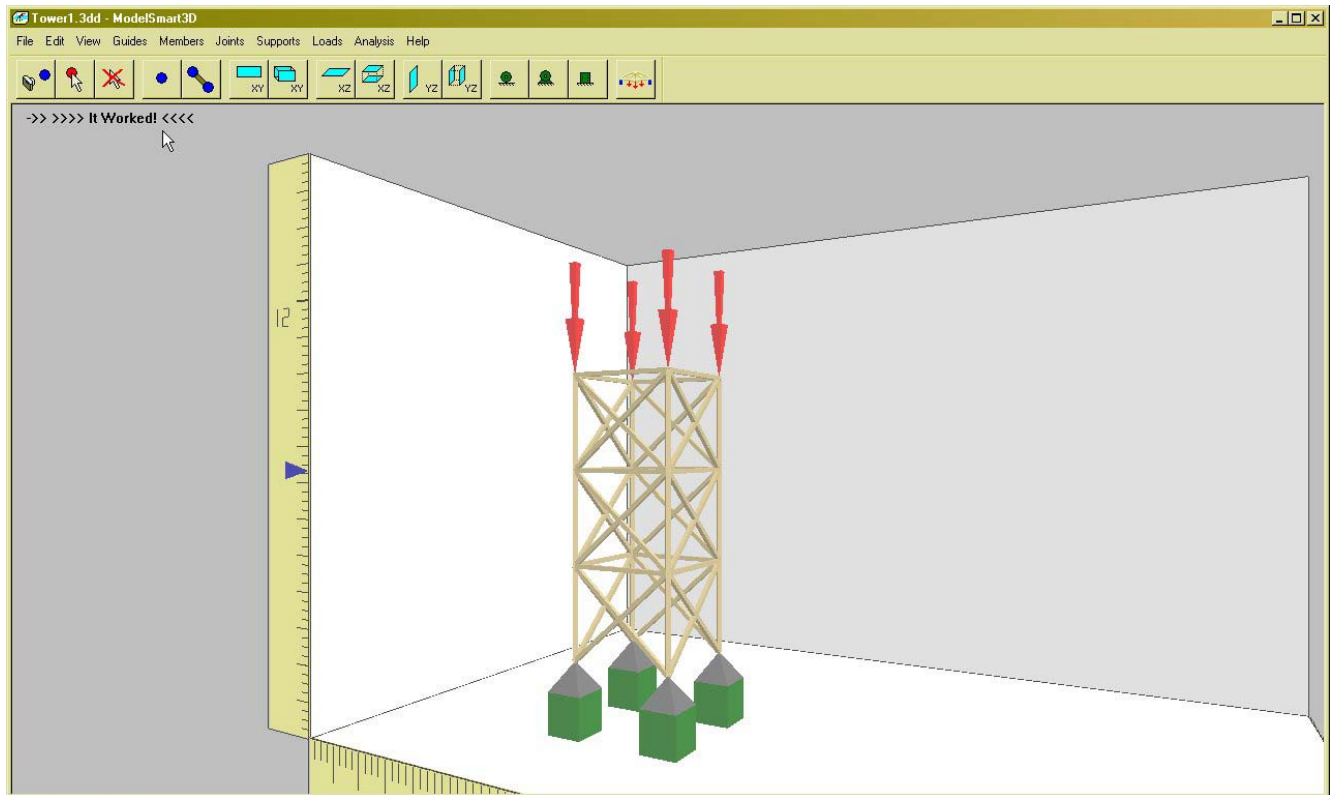 Tower1.3dd - ModelSmart3D
File Edit View Guides Members Joints Supports Loads Analysis Help
XY XY XZ XZ YZ YZ
->> >>>> It Worked! <<<<
12